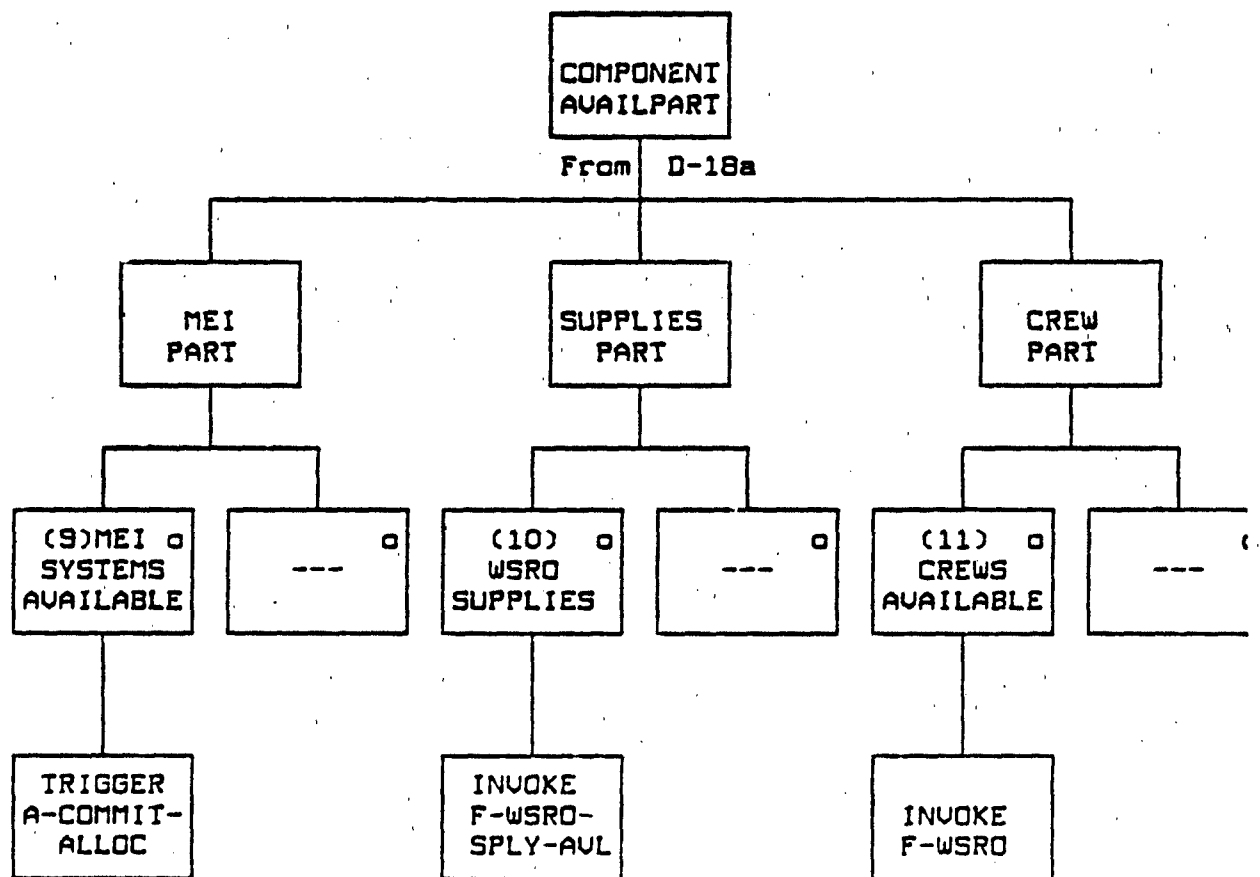 COMPONENT
AVAILPART
From D-18a
MEI
PART
SUPPLIES
PART
CREW
PART
(9)MEI o
SYSTEMS
AVAILABLE
o
---
(10) o
WSRO
SUPPLIES
o
---
(11) o
CREWS
AVAILABLE
---
TRIGGER
A-COMMIT-
ALLOC
INVOKE
F-WSRO-
SPLY-AVL
INVOKE
F-WSRO